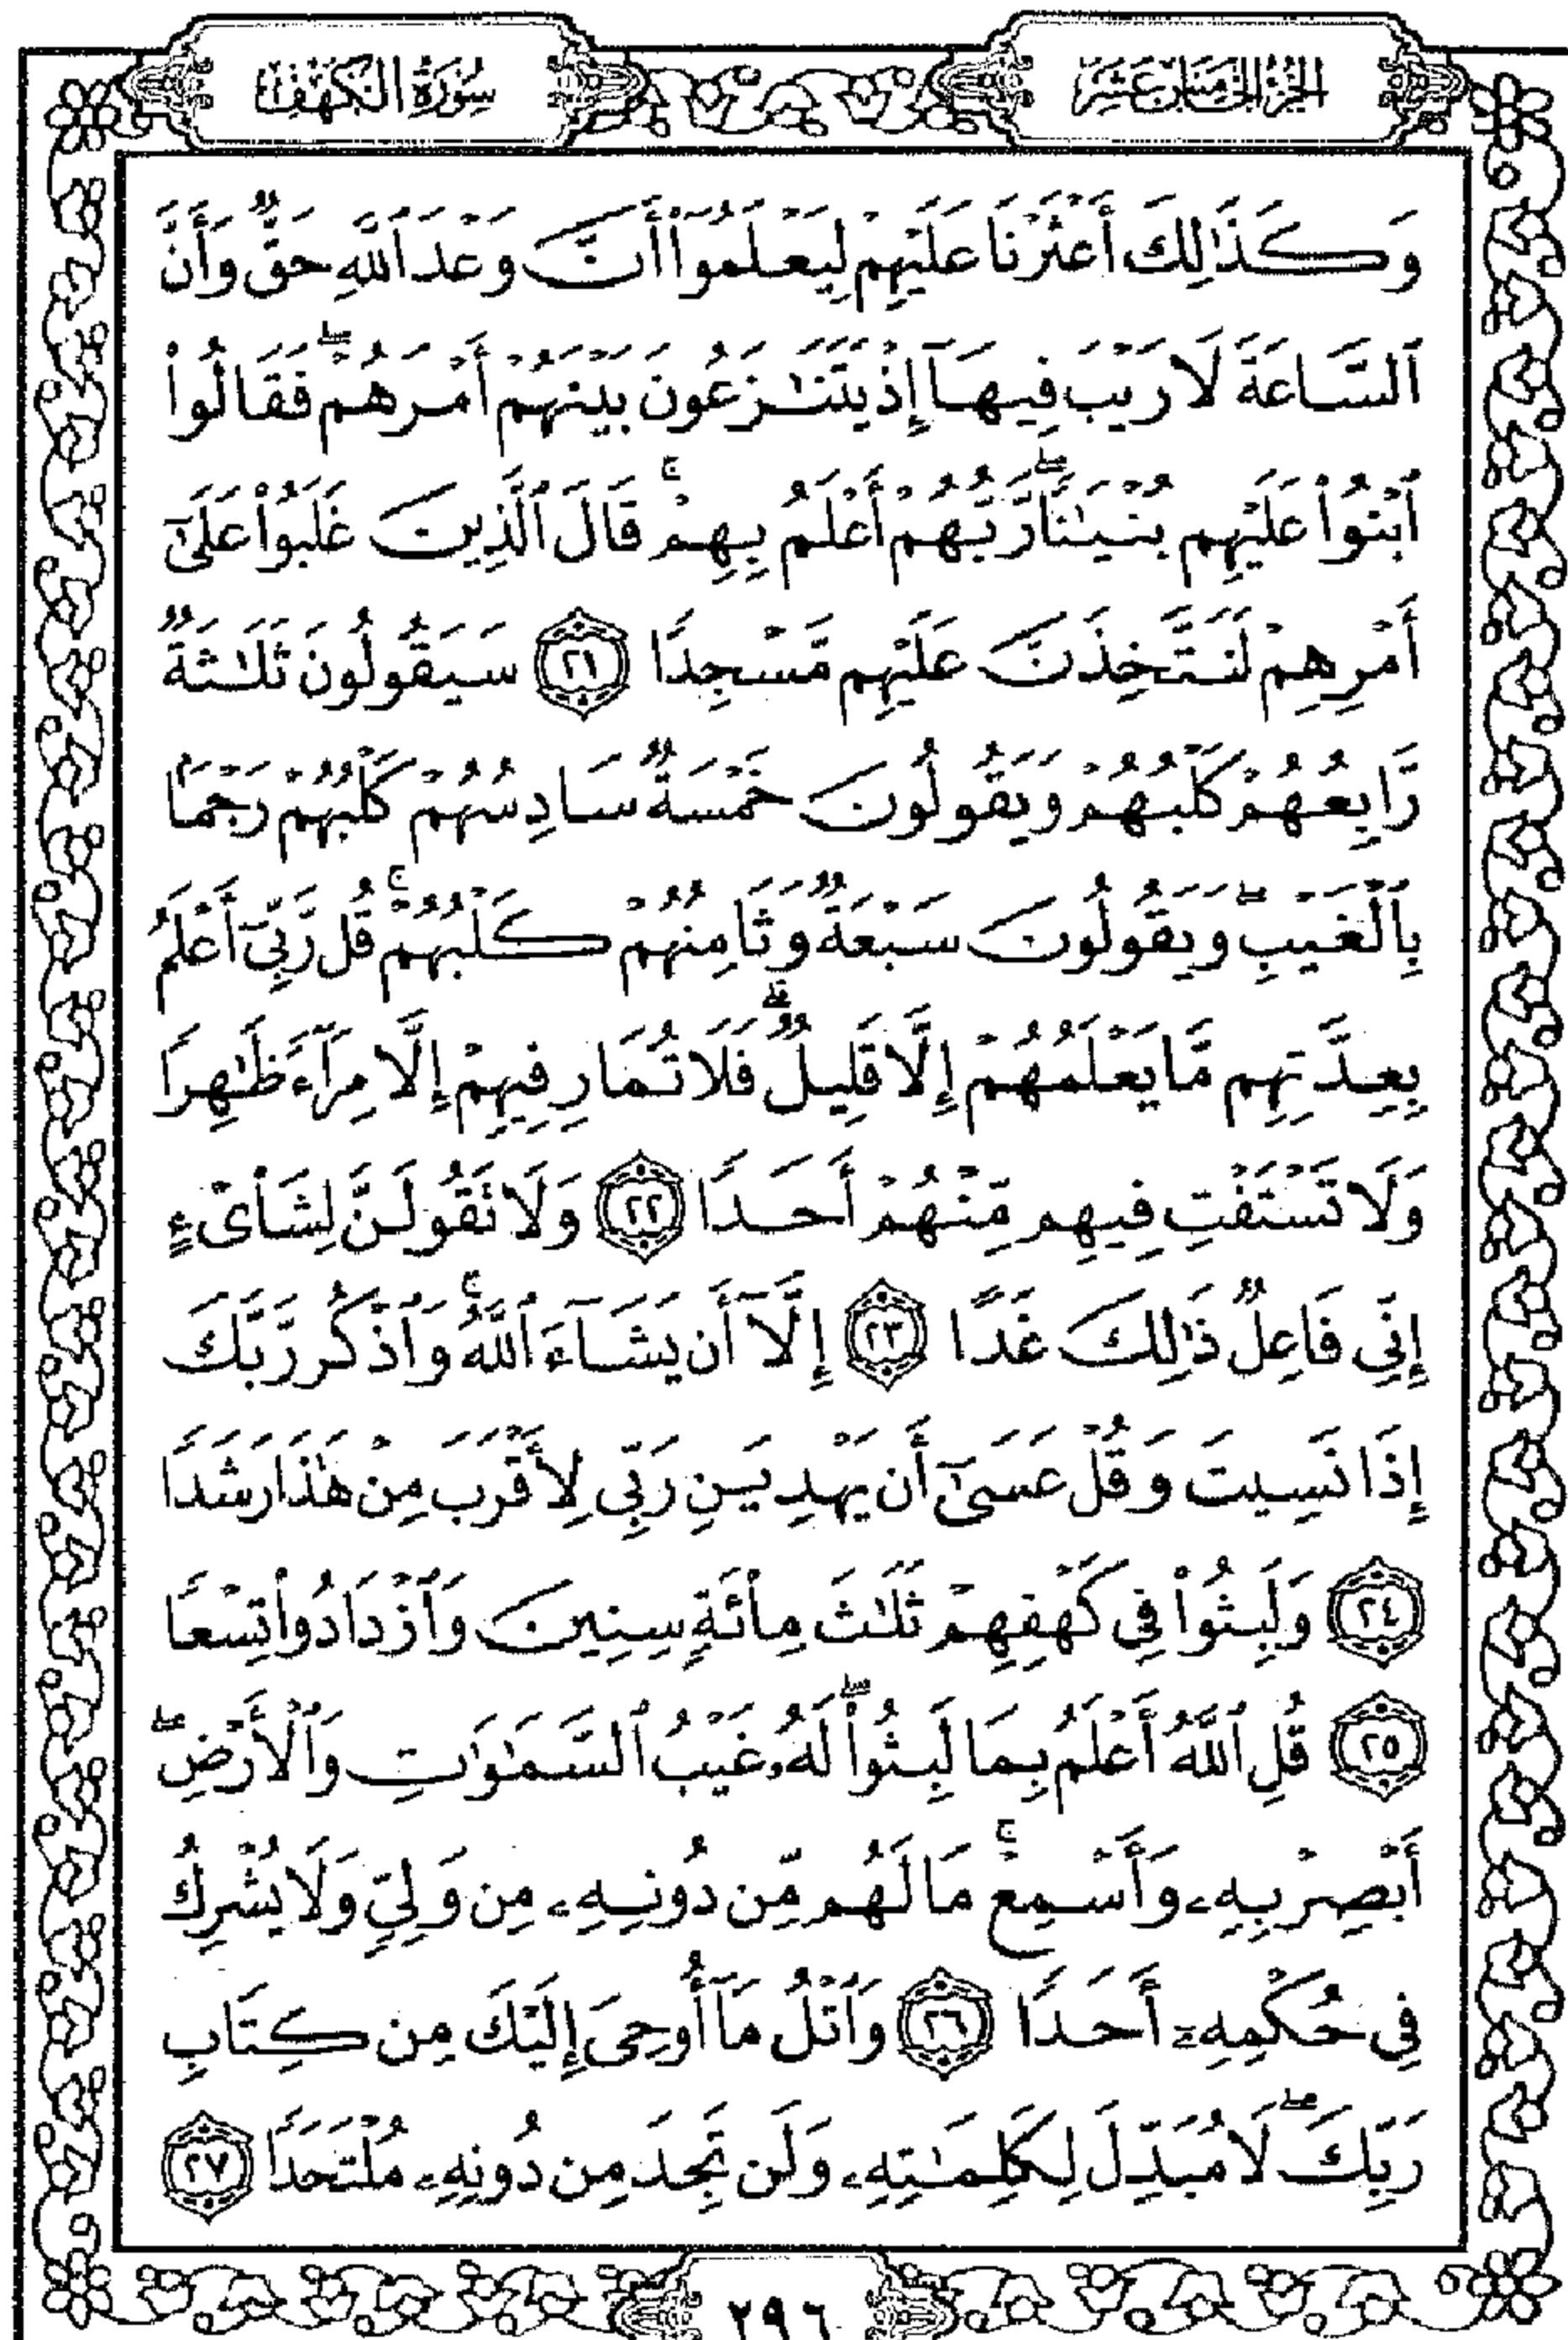 الجزء الخامس عشر
سورة الكهف
وَكَذَٰلِكَ أَعْثَرْنَا عَلَيْهِمْ لِيَعْلَمُوٓا۟ أَنَّ وَعْدَ ٱللَّهِ حَقٌّ وَأَنَّ
ٱلسَّاعَةَ لَا رَيْبَ فِيهَآ إِذْ يَتَنَٰزَعُونَ بَيْنَهُمْ أَمْرَهُمْ ۖ فَقَالُوا۟
ٱبْنُوا۟ عَلَيْهِم بُنْيَٰنًا ۖ رَّبُّهُمْ أَعْلَمُ بِهِمْ ۚ قَالَ ٱلَّذِينَ غَلَبُوا۟ عَلَىٰٓ
أَمْرِهِمْ لَنَتَّخِذَنَّ عَلَيْهِم مَّسْجِدًا ٢١ سَيَقُولُونَ ثَلَٰثَةٌ
رَّابِعُهُمْ كَلْبُهُمْ وَيَقُولُونَ خَمْسَةٌ سَادِسُهُمْ كَلْبُهُمْ رَجْمًۢا
بِٱلْغَيْبِ ۖ وَيَقُولُونَ سَبْعَةٌ وَثَامِنُهُمْ كَلْبُهُمْ ۚ قُل رَّبِّىٓ أَعْلَمُ
بِعِدَّتِهِم مَّا يَعْلَمُهُمْ إِلَّا قَلِيلٌ ۗ فَلَا تُمَارِ فِيهِمْ إِلَّا مِرَآءً ظَٰهِرًا
وَلَا تَسْتَفْتِ فِيهِم مِّنْهُمْ أَحَدًا ٢٢ وَلَا تَقُولَنَّ لِشَا۟ىْءٍ
إِنِّى فَاعِلٌ ذَٰلِكَ غَدًا ٢٣ إِلَّآ أَن يَشَآءَ ٱللَّهُ ۚ وَٱذْكُر رَّبَّكَ
إِذَا نَسِيتَ وَقُلْ عَسَىٰٓ أَن يَهْدِيَنِ رَبِّى لِأَقْرَبَ مِنْ هَٰذَا رَشَدًا
٢٤ وَلَبِثُوا۟ فِى كَهْفِهِمْ ثَلَٰثَ مِا۟ئَةٍ سِنِينَ وَٱزْدَادُوا۟ تِسْعًا
٢٥ قُلِ ٱللَّهُ أَعْلَمُ بِمَا لَبِثُوا۟ ۖ لَهُۥ غَيْبُ ٱلسَّمَٰوَٰتِ وَٱلْأَرْضِ ۖ
أَبْصِرْ بِهِۦ وَأَسْمِعْ ۚ مَا لَهُم مِّن دُونِهِۦ مِن وَلِىٍّ وَلَا يُشْرِكُ
فِى حُكْمِهِۦٓ أَحَدًا ٢٦ وَٱتْلُ مَآ أُوحِىَ إِلَيْكَ مِن كِتَابِ
رَبِّكَ ۖ لَا مُبَدِّلَ لِكَلِمَٰتِهِۦ وَلَن تَجِدَ مِن دُونِهِۦ مُلْتَحَدًا ٢٧
٢٩٦